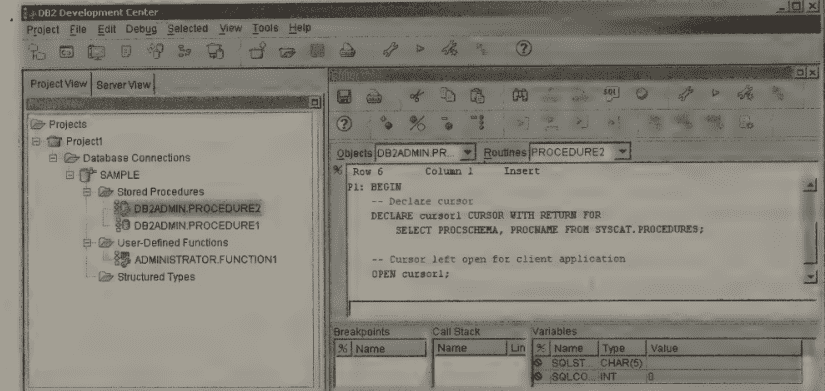 DB2 Development Center
Project File Edit Debug Selected View Tools Help
Project View Server View
Projects
Project1
Database Connections
SAMPLE
Stored Procedures
DB2ADMIN.PROCEDURE2
DB2ADMIN.PROCEDURE1
User-Defined Functions
ADMINISTRATOR.FUNCTION1
Structured Types
SQL
Objects DB2ADMIN.PR... Routines PROCEDURE2
% Row 6 Column 1 Insert
P1: BEGIN
-- Declare cursor
DECLARE cursor1 CURSOR WITH RETURN FOR
SELECT PROCSCHEMA, PROCNAME FROM SYSCAT.PROCEDURES;
-- Cursor left open for client application
OPEN cursor1;
Breakpoints Call Stack Variables
% Name Name Lin % Name Type Value
SQLST... CHAR(5)
SQLCO... INT 0